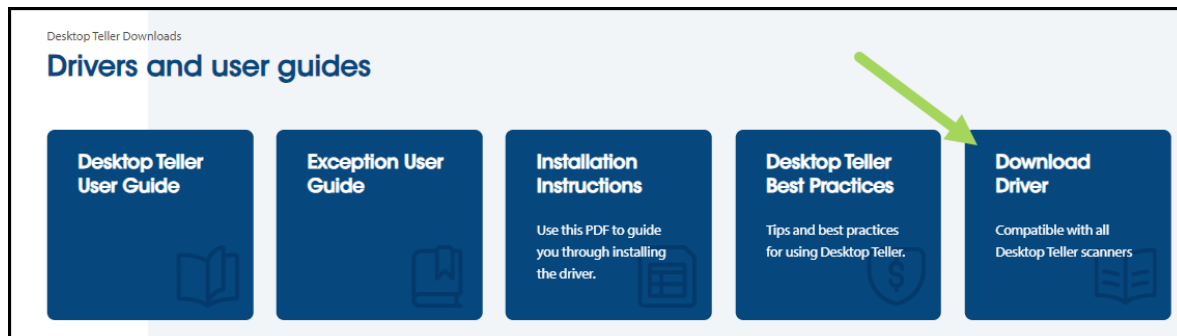 Desktop Teller Downloads
Drivers and user guides
Desktop Teller
User Guide
Exception User
Guide
Installation
Instructions
Use this PDF to guide
you through installing
the driver.
Desktop Teller
Best Practices
Tips and best practices
for using Desktop Teller.
Download
Driver
Compatible with all
Desktop Teller scanners